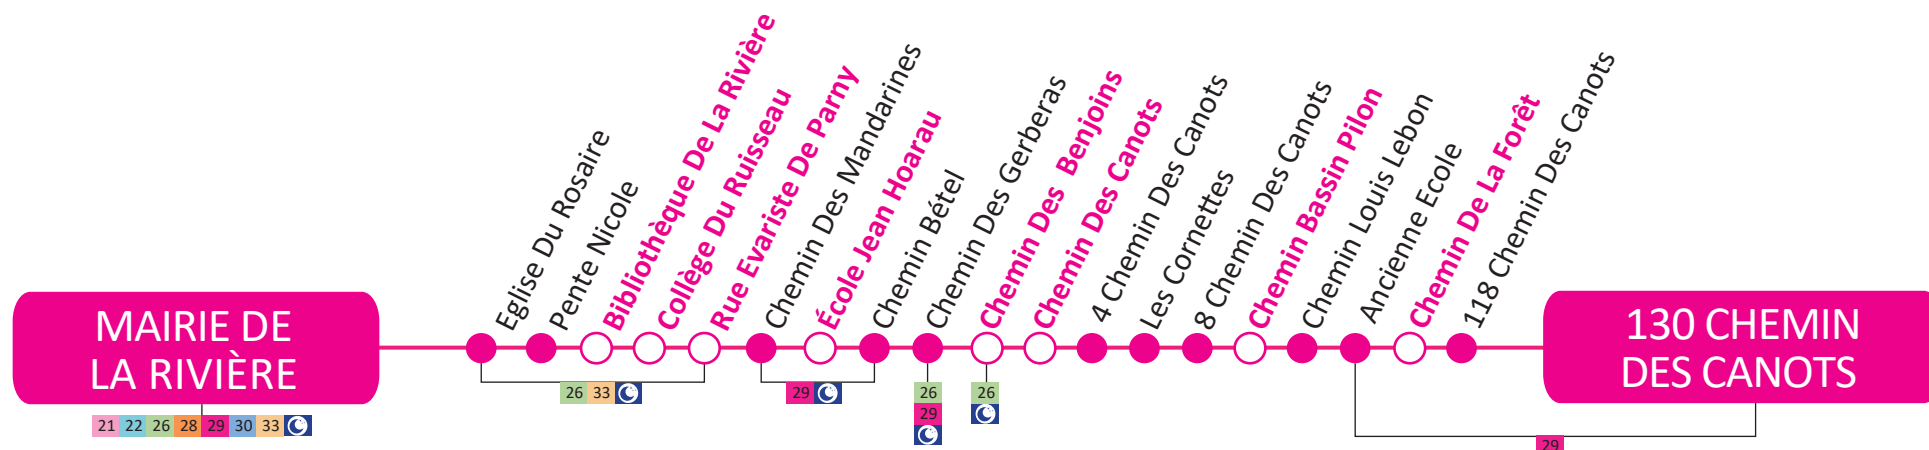 MAIRIE DE
LA RIVIÈRE
21 22 26 28 29 30 33
Eglise Du Rosaire
Pente Nicole
Bibliothèque De La Rivière
Collège Du Ruisseau
Rue Evariste De Parny
Chemin Des Mandarines
École Jean Hoarau
Chemin Bétel
Chemin Des Gerberas
Chemin Des Benjoins
Chemin Des Canots
4 Chemin Des Canots
Les Cornettes
8 Chemin Des Canots
Chemin Bassin Pilon
Chemin Louis Lebon
Ancienne Ecole
Chemin De La Forêt
118 Chemin Des Canots
26 33
29
26
29
26
29
130 CHEMIN
DES CANOTS